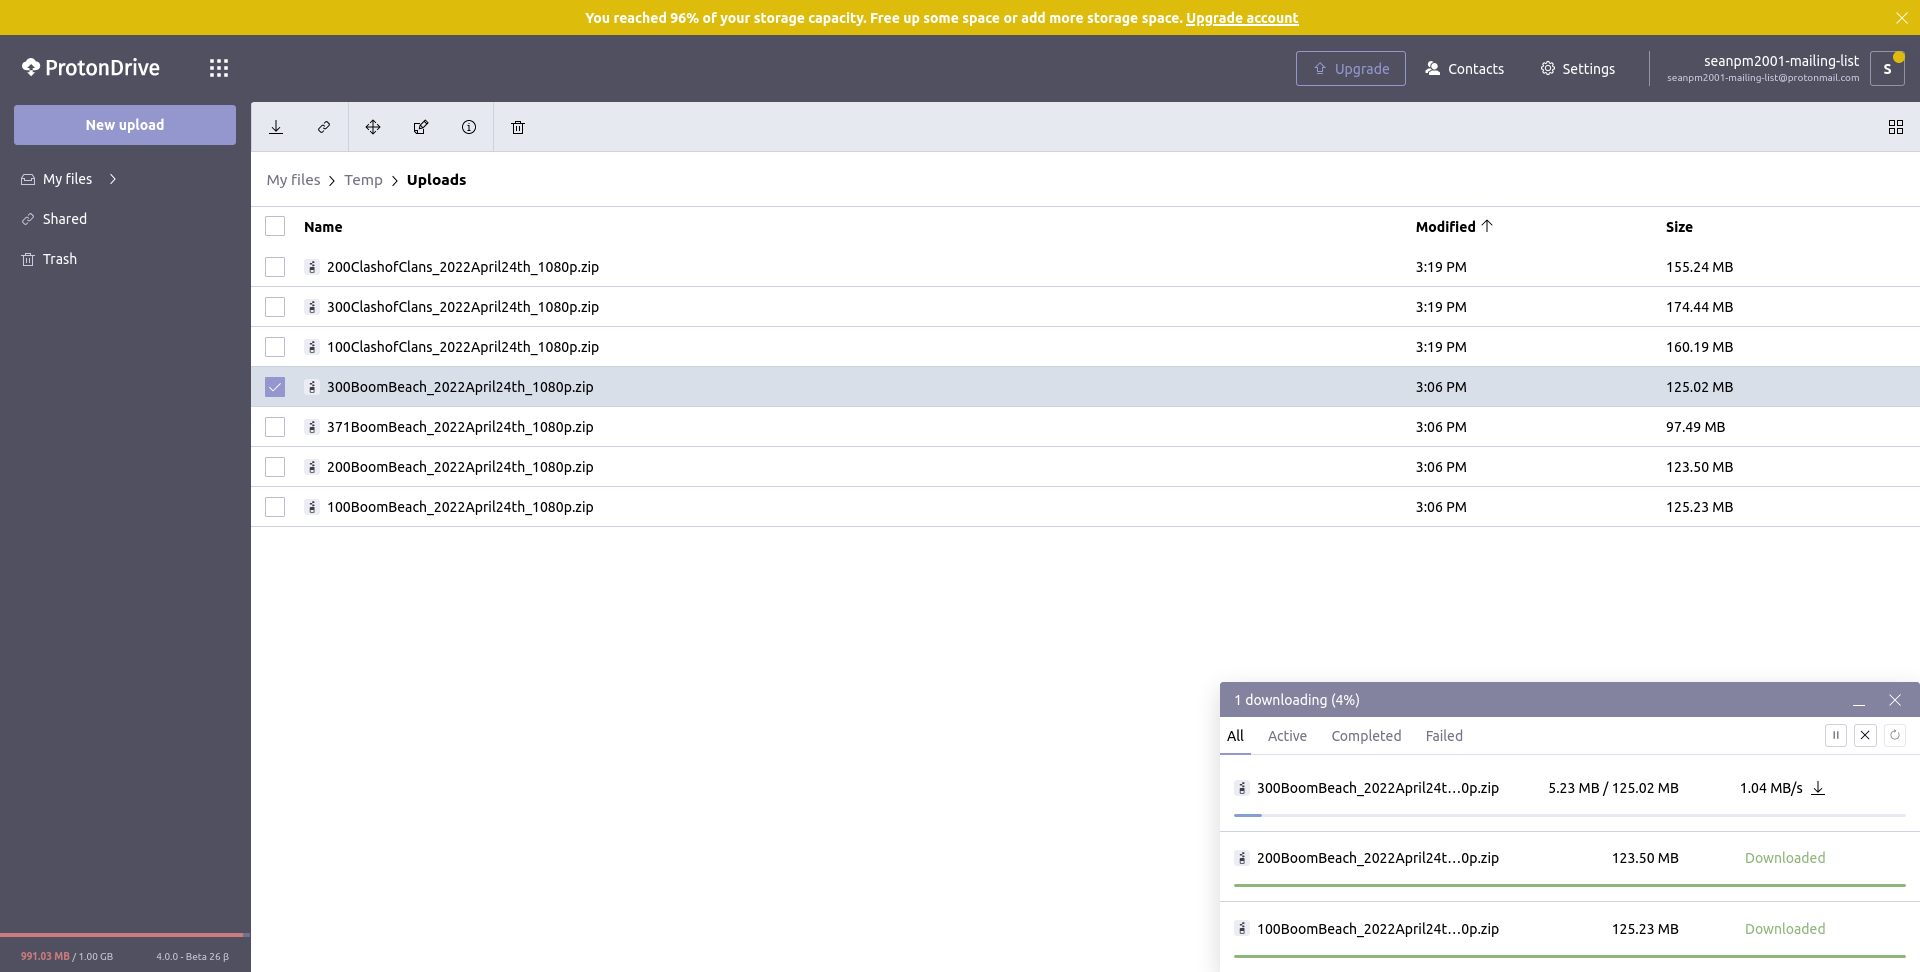 You reached 96% of your storage capacity. Free up some space or add more storage space. Upgrade account
ProtonDrive
Upgrade
Contacts
Settings
seanpm2001-mailing-list
seanpm2001-mailing-list@protonmail.com
S
New upload
My files
Shared
Trash
My files > Temp > Uploads
Name Modified Size
200ClashofClans_2022April24th_1080p.zip 3:19 PM 155.24 MB
300ClashofClans_2022April24th_1080p.zip 3:19 PM 174.44 MB
100ClashofClans_2022April24th_1080p.zip 3:19 PM 160.19 MB
300BoomBeach_2022April24th_1080p.zip 3:06 PM 125.02 MB
371BoomBeach_2022April24th_1080p.zip 3:06 PM 97.49 MB
200BoomBeach_2022April24th_1080p.zip 3:06 PM 123.50 MB
100BoomBeach_2022April24th_1080p.zip 3:06 PM 125.23 MB
1 downloading (4%)
All Active Completed Failed
300BoomBeach_2022April24t…0p.zip 5.23 MB / 125.02 MB 1.04 MB/s
200BoomBeach_2022April24t…0p.zip 123.50 MB Downloaded
100BoomBeach_2022April24t…0p.zip 125.23 MB Downloaded
991.03 MB / 1.00 GB 4.0.0 - Beta 26 β